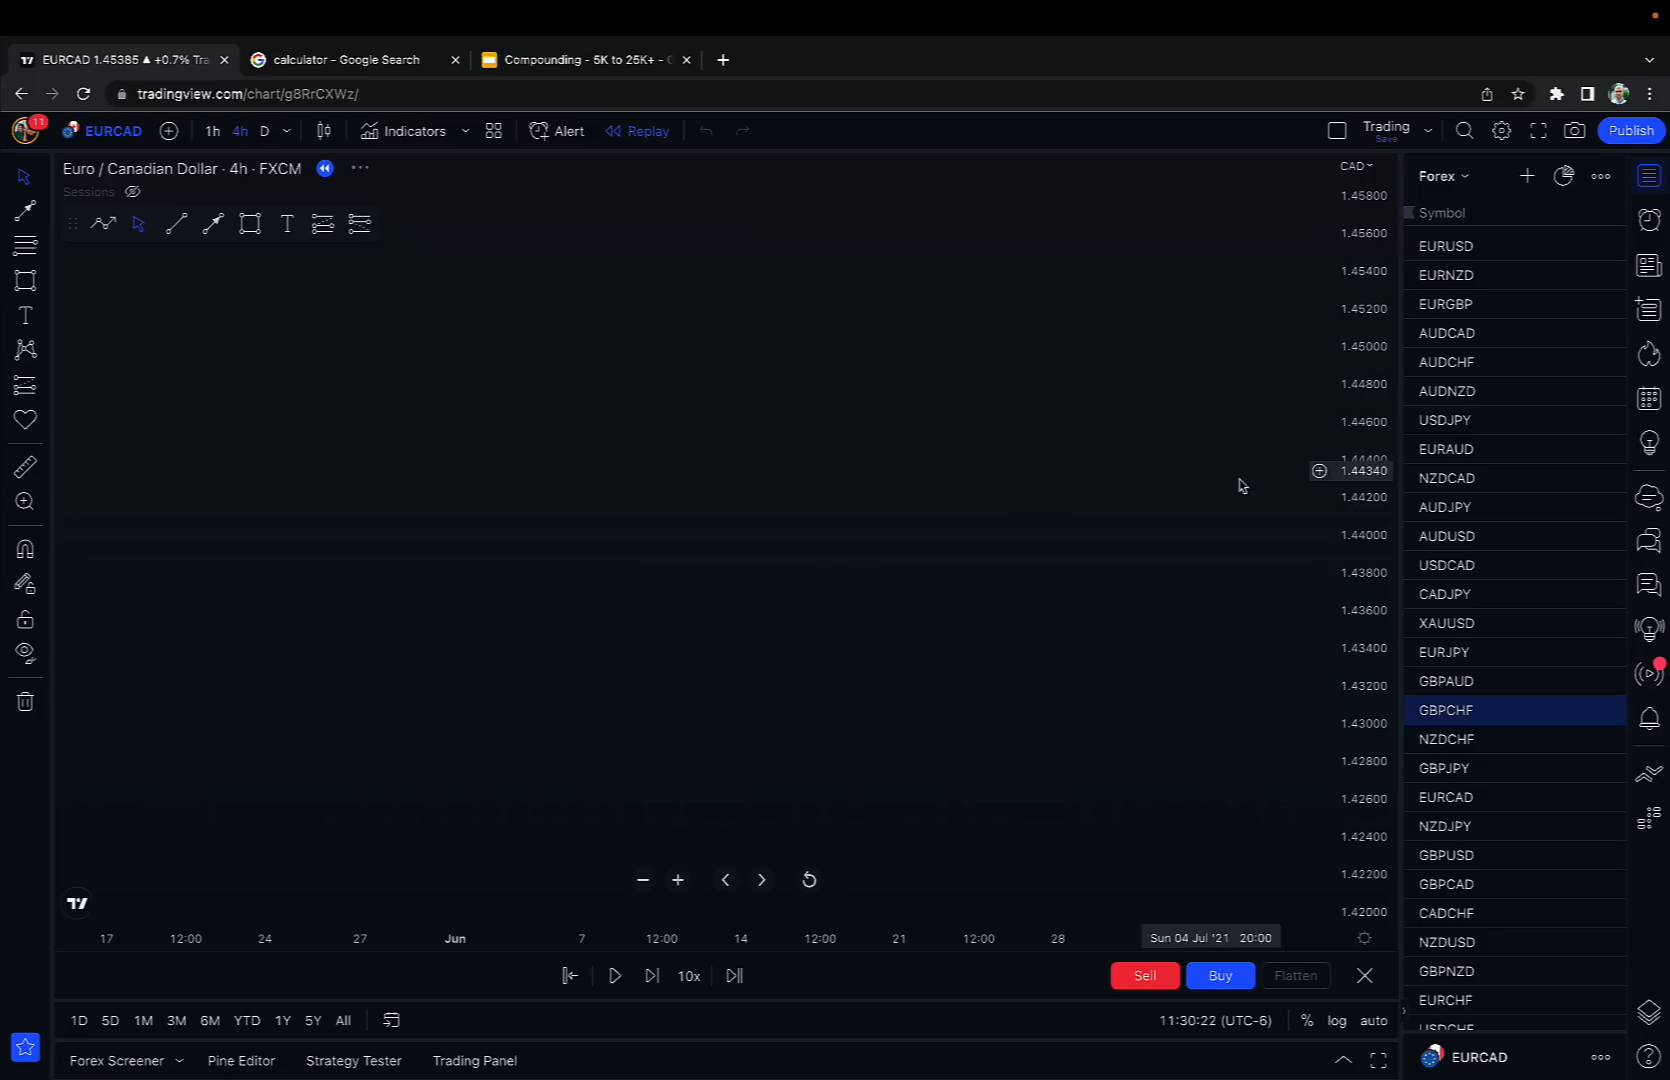 EURCAD 1.45385 ▲ +0.7% Tra
calculator - Google Search
Compounding - 5K to 25K+ - G
tradingview.com/chart/g8RrCXWz/
11
EURCAD
1h 4h D
Indicators
Alert
Replay
Trading
Save
Publish
Euro / Canadian Dollar · 4h · FXCM
Sessions
CAD
1.45800
1.45600
1.45400
1.45200
1.45000
1.44800
1.44600
1.44400
1.44340
1.44200
1.44000
1.43800
1.43600
1.43400
1.43200
1.43000
1.42800
1.42600
1.42400
1.42200
1.42000
Forex
Symbol
EURUSD
EURNZD
EURGBP
AUDCAD
AUDCHF
AUDNZD
USDJPY
EURAUD
NZDCAD
AUDJPY
AUDUSD
USDCAD
CADJPY
XAUUSD
EURJPY
GBPAUD
GBPCHF
NZDCHF
GBPJPY
EURCAD
NZDJPY
GBPUSD
GBPCAD
CADCHF
NZDUSD
GBPNZD
EURCHF
USDCHF
17 12:00 24 27 Jun 7 12:00 14 12:00 21 12:00 28 Sun 04 Jul '21 20:00
10x
Sell Buy Flatten
1D 5D 1M 3M 6M YTD 1Y 5Y All
11:30:22 (UTC-6) % log auto
Forex Screener Pine Editor Strategy Tester Trading Panel
EURCAD